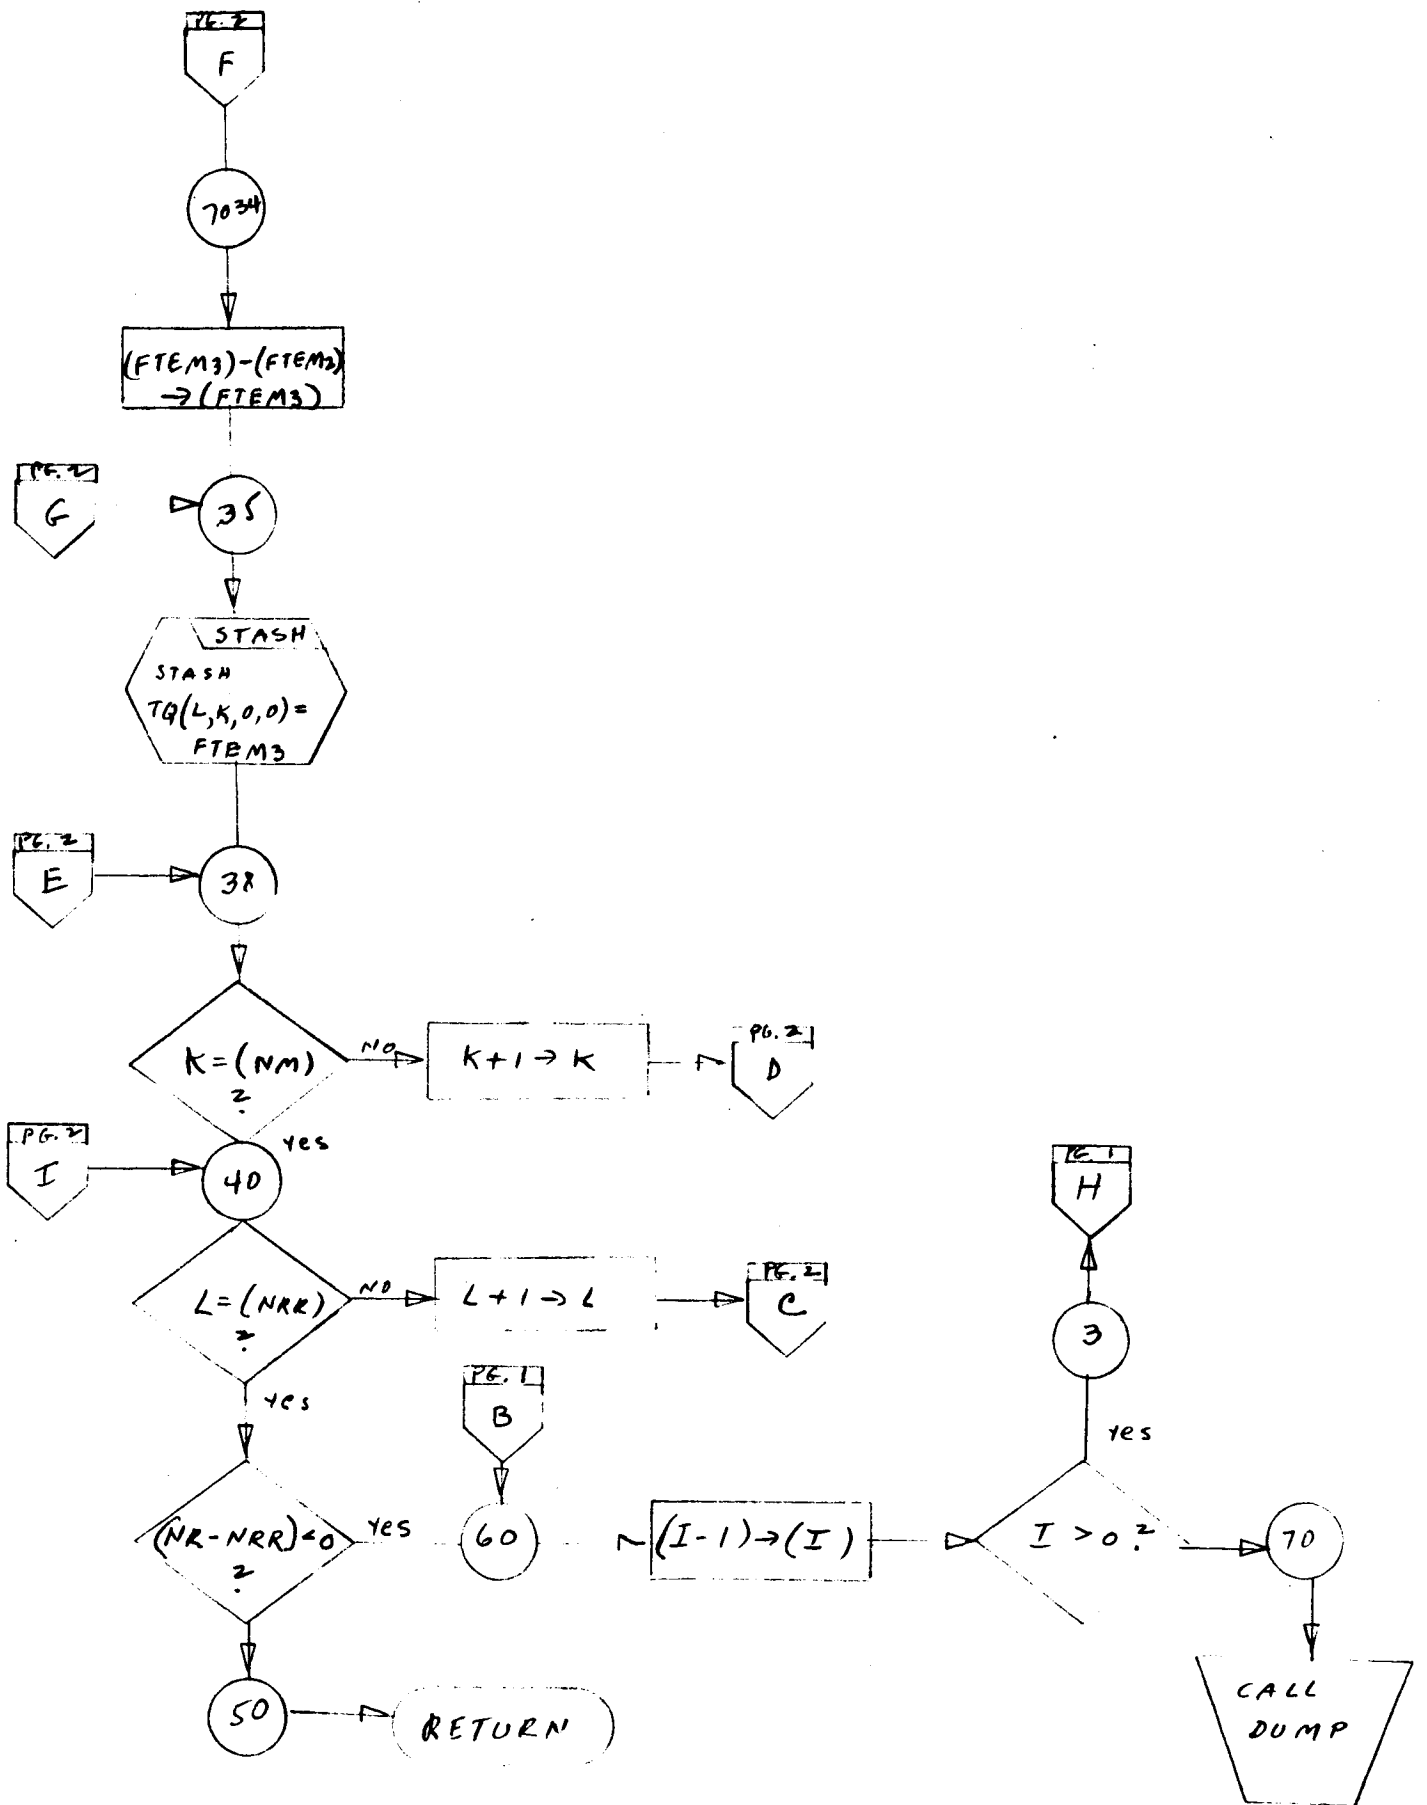 PG. 2
F
7034
(FTEM3)-(FTEM2)
→(FTEM3)
PG. 2
G
35
STASH
STASH
TQ(L,K,0,0)=
FTEM3
PG. 2
E
38
K=(NM)
?
NO
K+1→K
PG. 2
D
yes
PG. 2
I
40
PG. 1
H
L=(NRR)
?
NO
L+1→L
PG. 2
C
3
yes
PG. 1
B
yes
(NR-NRR)<0
?
yes
60
(I-1)→(I)
I>0?
70
50
RETURN
CALL
DUMP